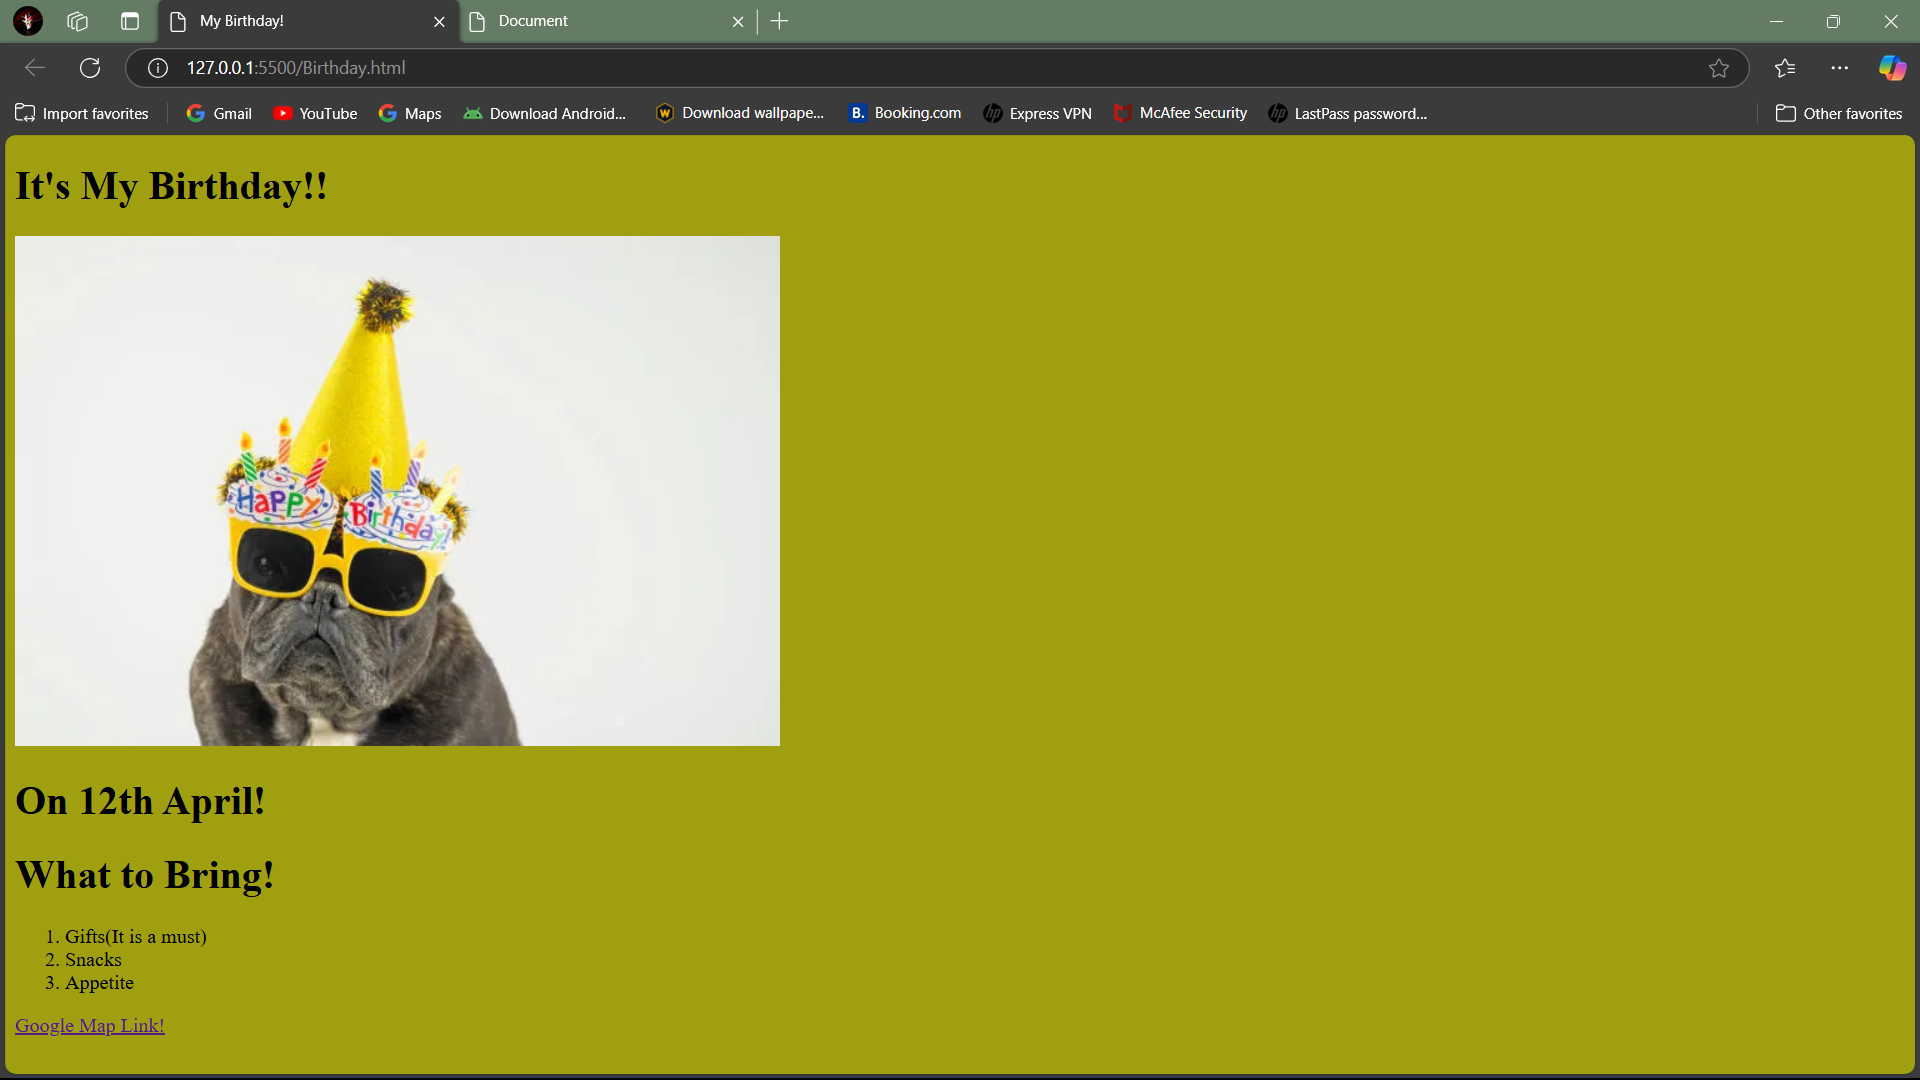 My Birthday!
Document
127.0.0.1:5500/Birthday.html
Import favorites
Gmail
YouTube
Maps
Download Android...
W
Download wallpape...
B.
Booking.com
hp
Express VPN
McAfee Security
hp
LastPass password...
Other favorites
It's My Birthday!!
HaPPy
Birthday!
On 12th April!
What to Bring!
1. Gifts(It is a must)
2. Snacks
3. Appetite
Google Map Link!